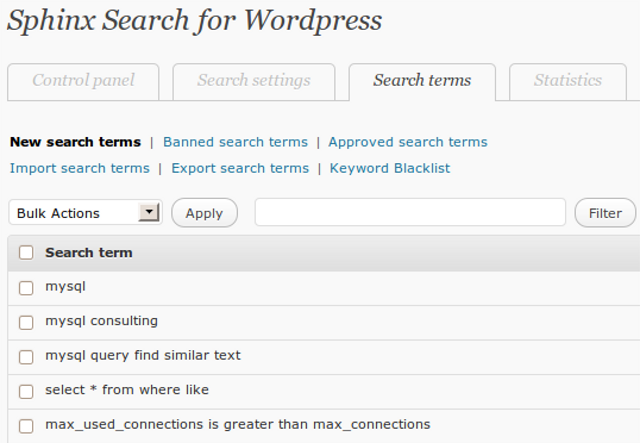 Sphinx Search for Wordpress
Control panel Search settings Search terms Statistics
New search terms | Banned search terms | Approved search terms
Import search terms | Export search terms | Keyword Blacklist
Bulk Actions Apply Filter
Search term
mysql
mysql consulting
mysql query find similar text
select * from where like
max_used_connections is greater than max_connections